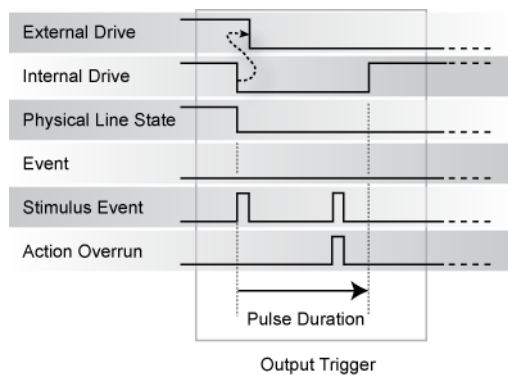 External Drive
Internal Drive
Physical Line State
Event
Stimulus Event
Action Overrun
Pulse Duration
Output Trigger